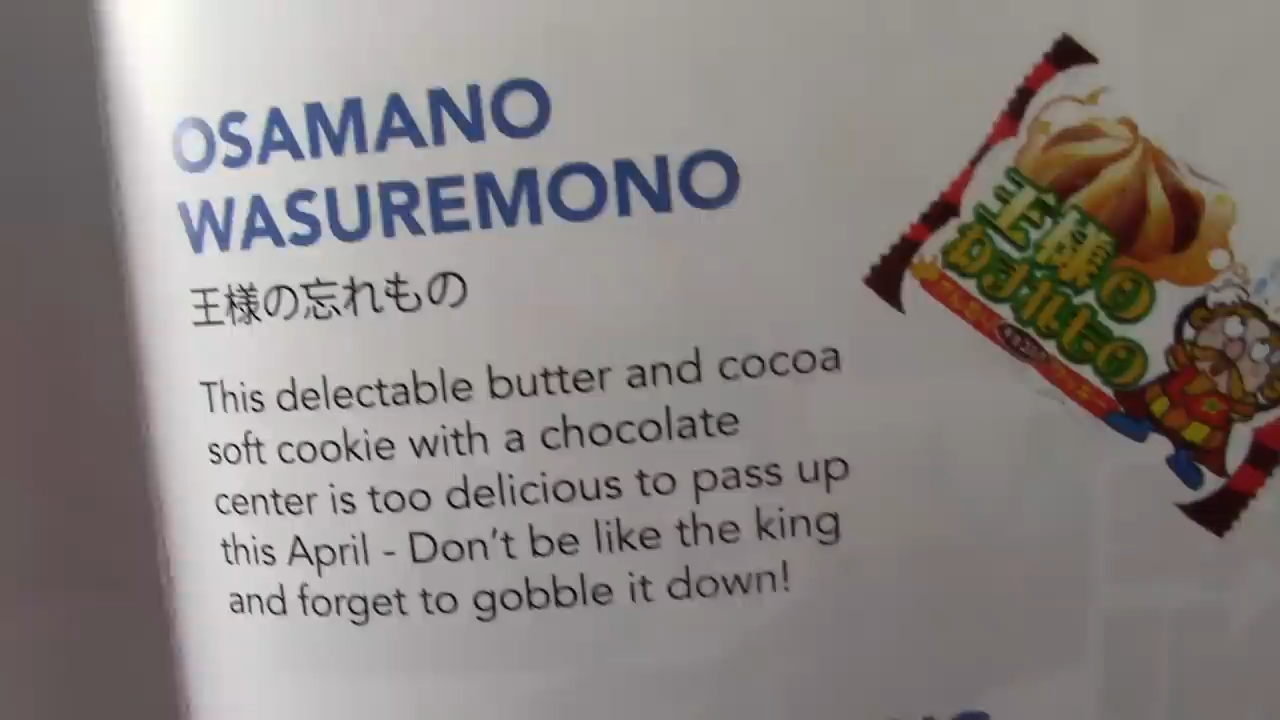 OSAMANO
WASUREMONO
王様の忘れもの
This delectable butter and cocoa
soft cookie with a chocolate
center is too delicious to pass up
this April - Don't be like the king
and forget to gobble it down!
王様の
わすれもの